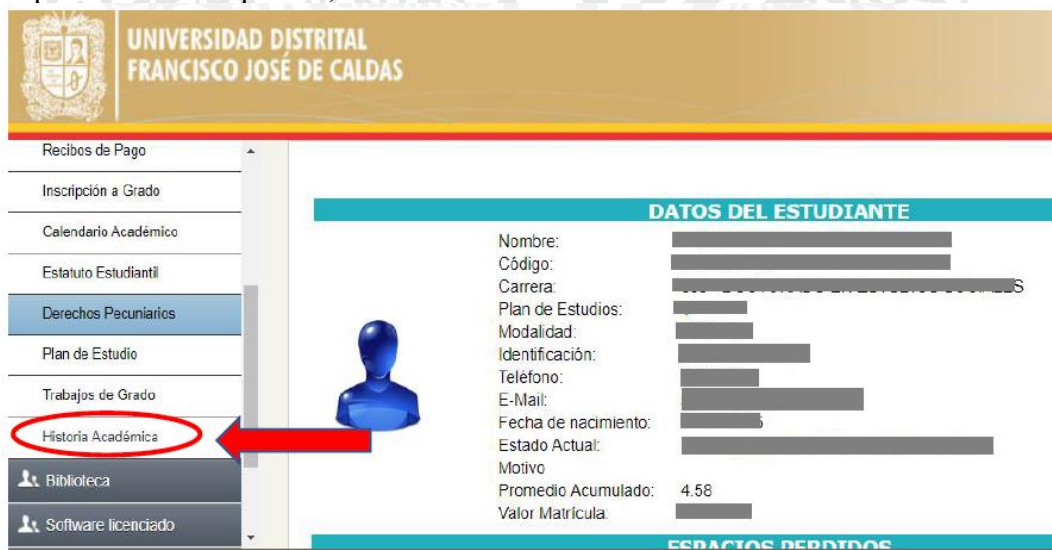 UNIVERSIDAD DISTRITAL
FRANCISCO JOSÉ DE CALDAS
Recibos de Pago
Inscripción a Grado
Calendario Académico
Estatuto Estudiantil
Derechos Pecuniarios
Plan de Estudio
Trabajos de Grado
Historia Académica
Biblioteca
Software licenciado
DATOS DEL ESTUDIANTE
Nombre:
Código:
Carrera:
Plan de Estudios:
Modalidad:
Identificación:
Teléfono:
E-Mail:
Fecha de nacimiento:
Estado Actual:
Motivo
Promedio Acumulado: 4.58
Valor Matrícula:
ESPACIOS PERDIDOS